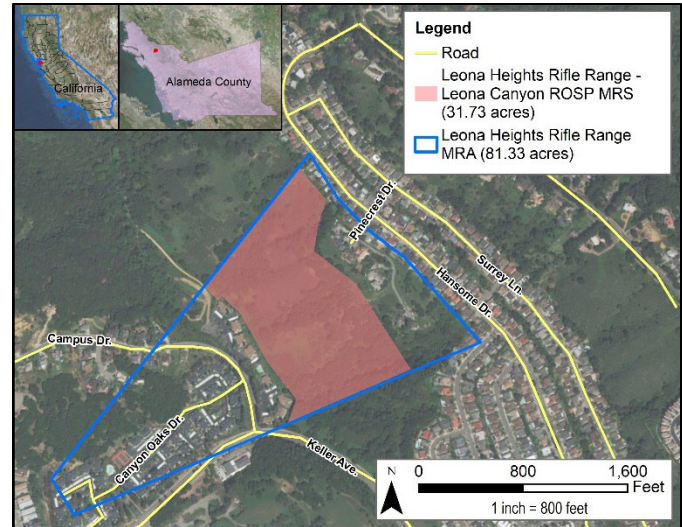 California
Alameda County
Legend
Road
Leona Heights Rifle Range -
Leona Canyon ROSP MRS
(31.73 acres)
Leona Heights Rifle Range
MRA (81.33 acres)
Pinecrest Dr.
Surrey Ln.
Hansome Dr.
Campus Dr.
Canyon Oaks Dr.
Keller Ave.
N
0 800 1,600
Feet
1 inch = 800 feet